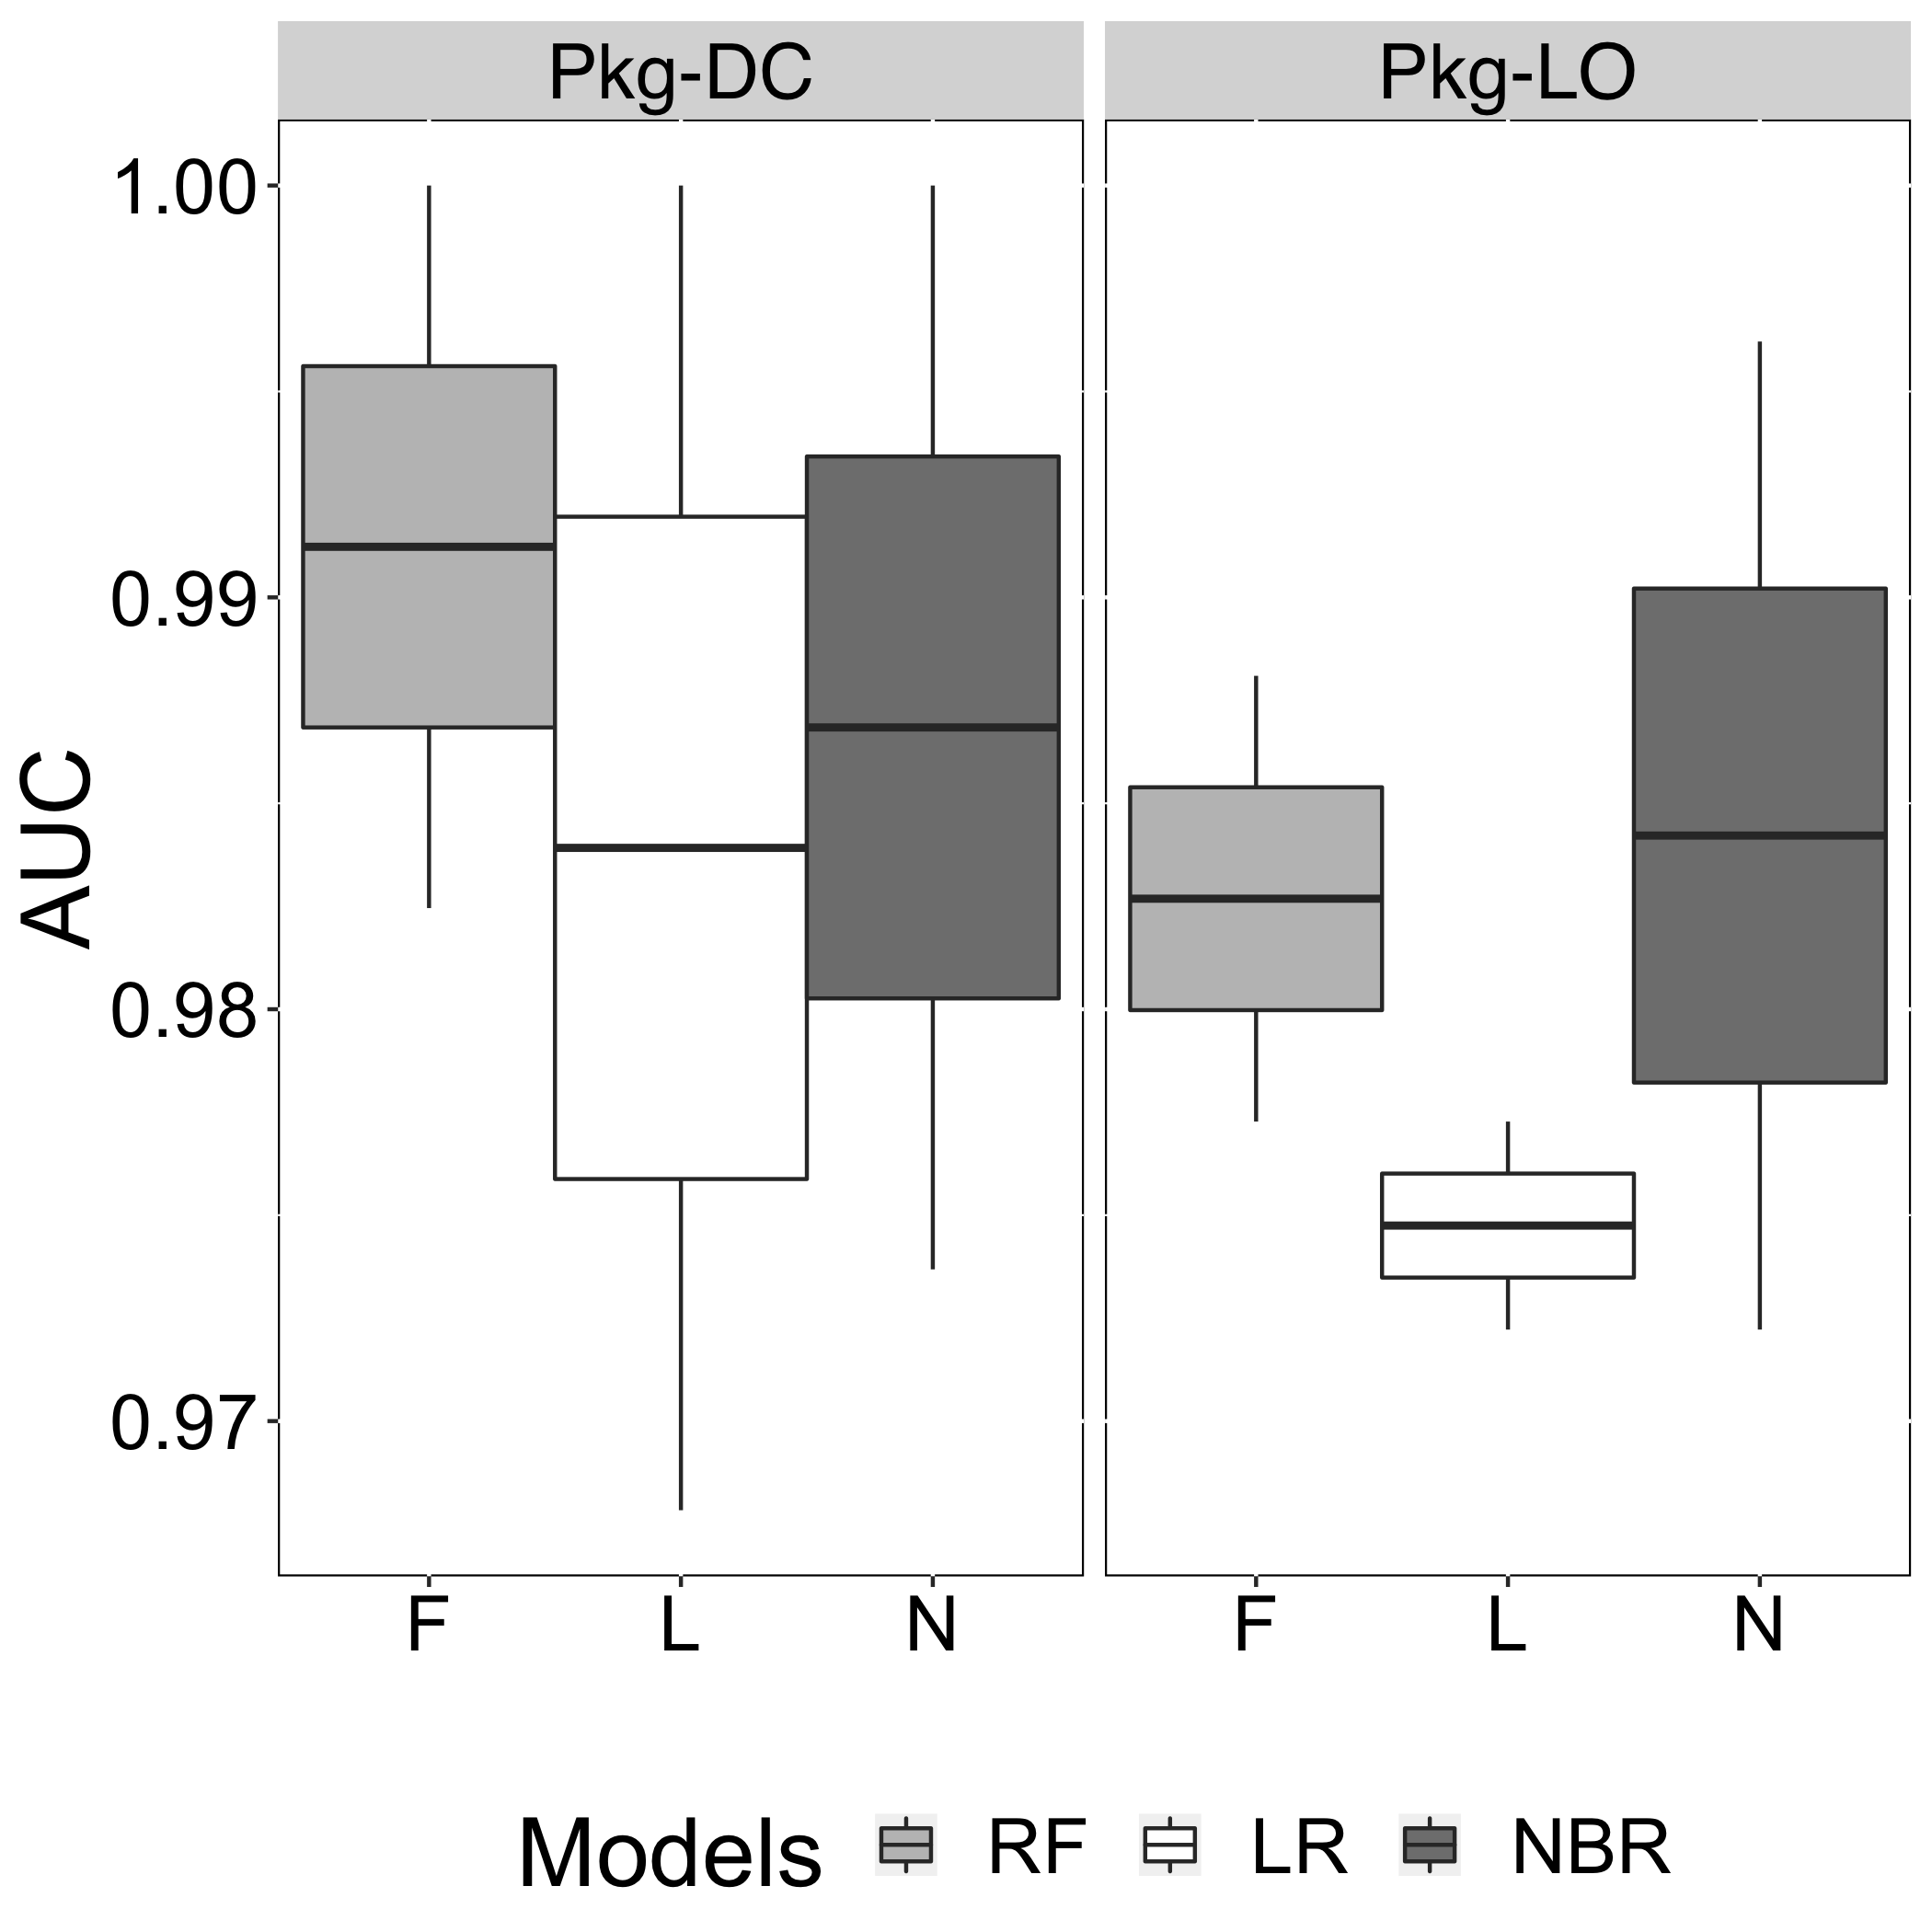 Pkg-DC Pkg-LO
1.00
0.99
0.98
0.97
AUC
F L N F L N
Models RF LR NBR